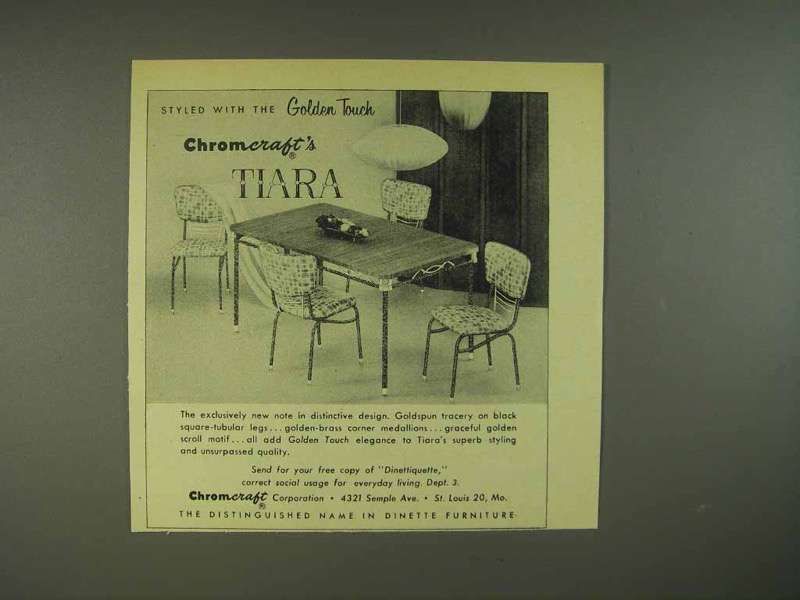 STYLED WITH THE Golden Touch
Chromcraft's
®
TIARA
The exclusively new note in distinctive design. Goldspun tracery on black
square-tubular legs... golden-brass corner medallions... graceful golden
scroll motif... all add Golden Touch elegance to Tiara's superb styling
and unsurpassed quality.
Send for your free copy of "Dinettiquette,"
correct social usage for everyday living. Dept. 3.
Chromcraft Corporation • 4321 Semple Ave. • St. Louis 20, Mo.
®
THE DISTINGUISHED NAME IN DINETTE FURNITURE